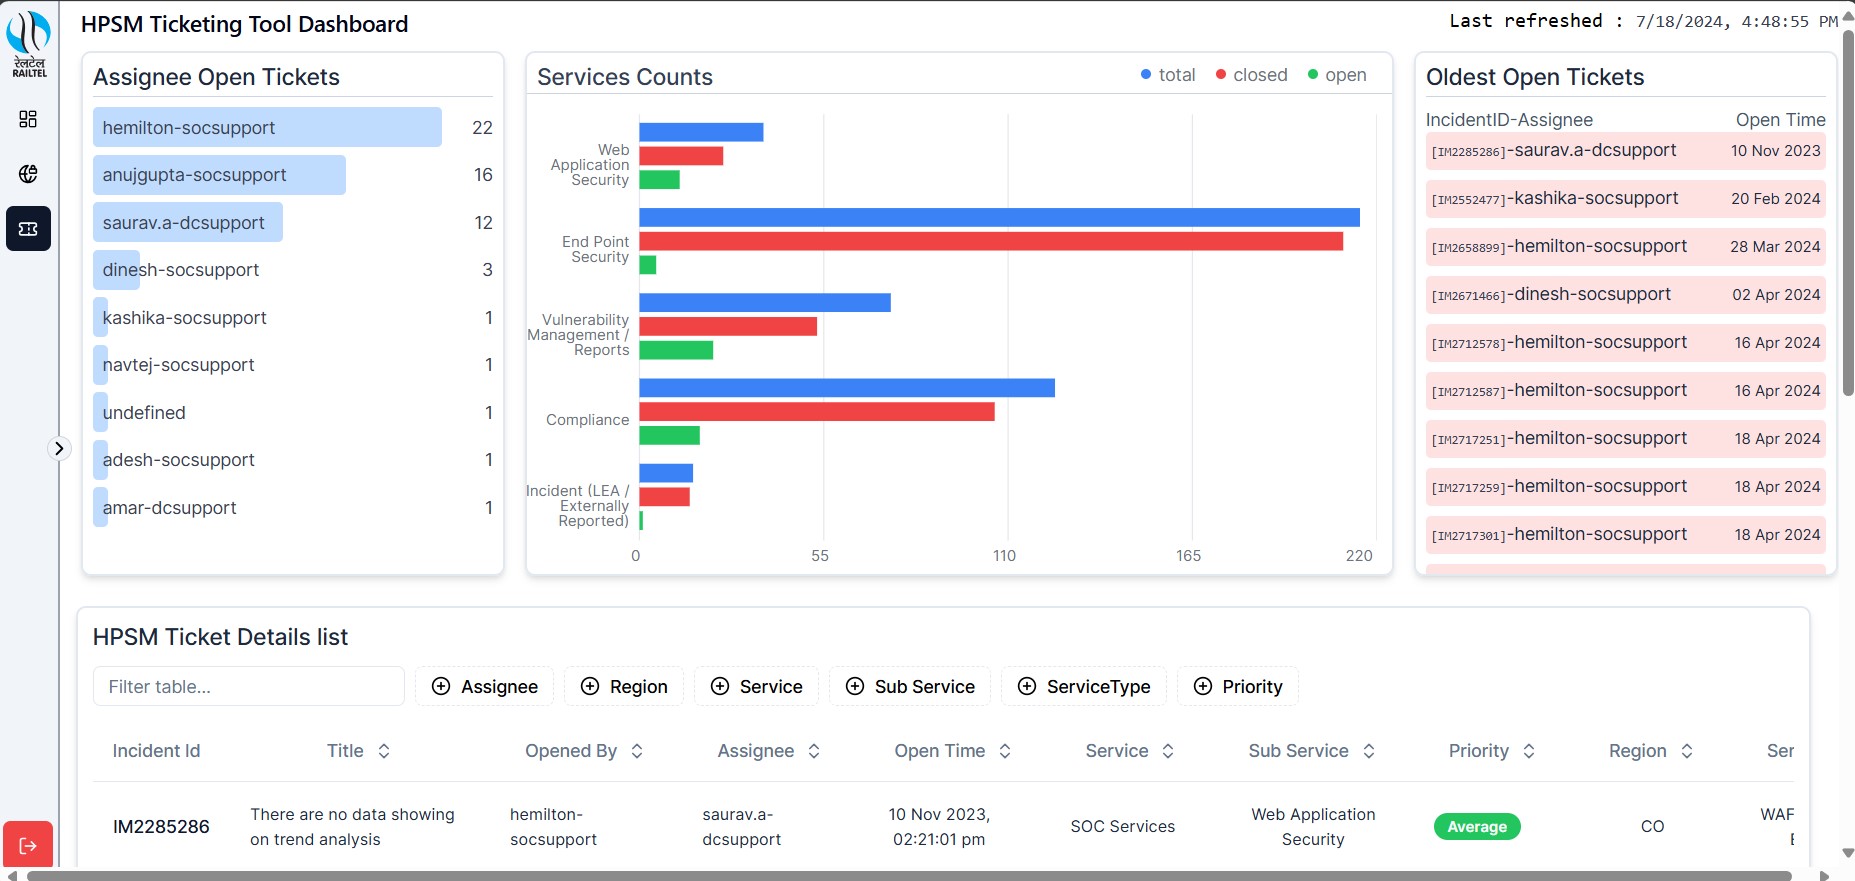 रेलटेल
RAILTEL
HPSM Ticketing Tool Dashboard
Last refreshed : 7/18/2024, 4:48:55 PM
Assignee Open Tickets
hemilton-socsupport 22
anujgupta-socsupport 16
saurav.a-dcsupport 12
dinesh-socsupport 3
kashika-socsupport 1
navtej-socsupport 1
undefined 1
adesh-socsupport 1
amar-dcsupport 1
Services Counts
total closed open
Web
Application
Security
End Point
Security
Vulnerability
Management /
Reports
Compliance
Incident (LEA /
Externally
Reported)
0 55 110 165 220
Oldest Open Tickets
IncidentID-Assignee Open Time
[IM2285286]-saurav.a-dcsupport 10 Nov 2023
[IM2552477]-kashika-socsupport 20 Feb 2024
[IM2658899]-hemilton-socsupport 28 Mar 2024
[IM2671466]-dinesh-socsupport 02 Apr 2024
[IM2712578]-hemilton-socsupport 16 Apr 2024
[IM2712587]-hemilton-socsupport 16 Apr 2024
[IM2717251]-hemilton-socsupport 18 Apr 2024
[IM2717259]-hemilton-socsupport 18 Apr 2024
[IM2717301]-hemilton-socsupport 18 Apr 2024
HPSM Ticket Details list
Filter table...
Assignee Region Service Sub Service ServiceType Priority
Incident Id Title Opened By Assignee Open Time Service Sub Service Priority Region Ser
There are no data showing hemilton- saurav.a- 10 Nov 2023, Web Application WAF
IM2285286 SOC Services Average CO
on trend analysis socsupport dcsupport 02:21:01 pm Security